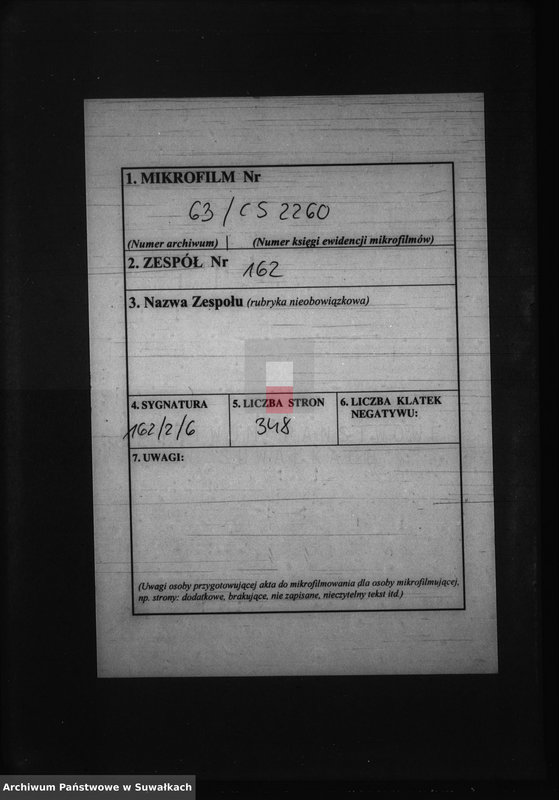 1. MIKROFILM Nr
63 / CS 2260
(Numer archiwum) | (Numer księgi ewidencji mikrofilmów)
2. ZESPÓŁ Nr 162
3. Nazwa Zespołu (rubryka nieobowiązkowa)
4. SYGNATURA
162/2/6
5. LICZBA STRON
348
6. LICZBA KLATEK
NEGATYWU:
7. UWAGI:
(Uwagi osoby przygotowującej akta do mikrofilmowania dla osoby mikrofilmującej,
np. strony: dodatkowe, brakujące, nie zapisane, nieczytelny tekst itd.)
Archiwum Państwowe w Suwałkach